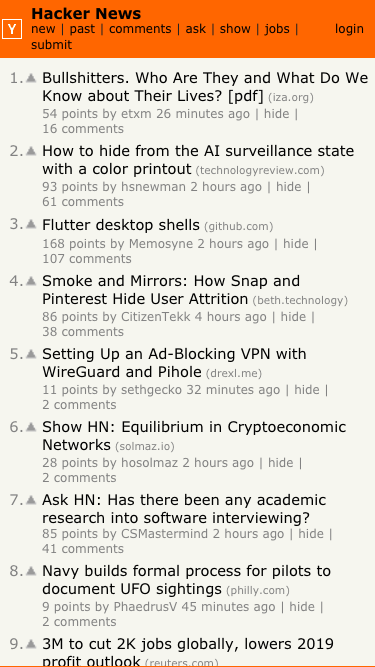 Y
Hacker News
new | past | comments | ask | show | jobs | login
submit
1. Bullshitters. Who Are They and What Do We
Know about Their Lives? [pdf] (iza.org)
54 points by etxm 26 minutes ago | hide |
16 comments
2. How to hide from the AI surveillance state
with a color printout (technologyreview.com)
93 points by hsnewman 2 hours ago | hide |
61 comments
3. Flutter desktop shells (github.com)
168 points by Memosyne 2 hours ago | hide |
107 comments
4. Smoke and Mirrors: How Snap and
Pinterest Hide User Attrition (beth.technology)
86 points by CitizenTekk 4 hours ago | hide |
38 comments
5. Setting Up an Ad-Blocking VPN with
WireGuard and Pihole (drexl.me)
11 points by sethgecko 32 minutes ago | hide |
2 comments
6. Show HN: Equilibrium in Cryptoeconomic
Networks (solmaz.io)
28 points by hosolmaz 2 hours ago | hide |
2 comments
7. Ask HN: Has there been any academic
research into software interviewing?
85 points by CSMastermind 2 hours ago | hide |
41 comments
8. Navy builds formal process for pilots to
document UFO sightings (philly.com)
9 points by PhaedrusV 45 minutes ago | hide |
2 comments
9. 3M to cut 2K jobs globally, lowers 2019
profit outlook (reuters.com)